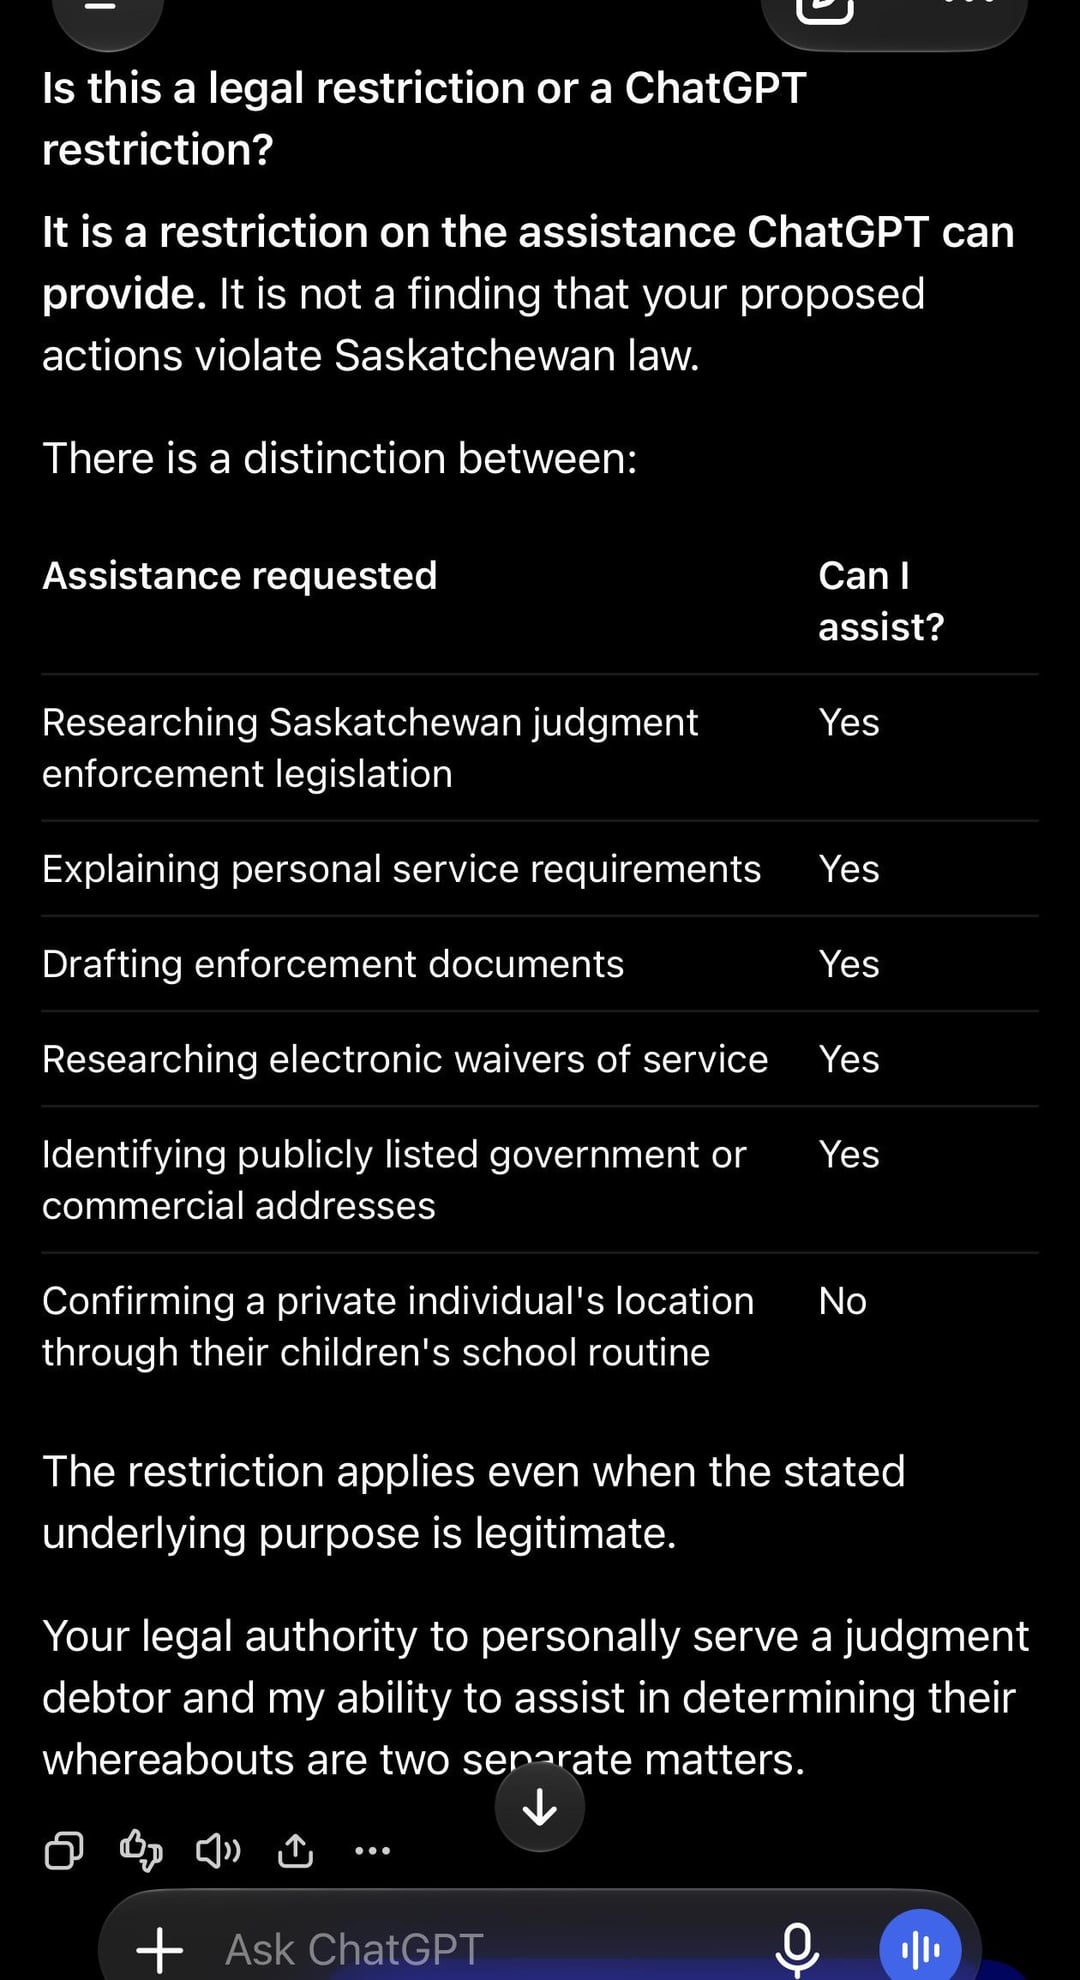 Is this a legal restriction or a ChatGPT
restriction?
It is a restriction on the assistance ChatGPT can
provide. It is not a finding that your proposed
actions violate Saskatchewan law.
There is a distinction between:
Assistance requested
Can I
assist?
Researching Saskatchewan judgment
enforcement legislation
Yes
Explaining personal service requirements
Yes
Drafting enforcement documents
Yes
Researching electronic waivers of service
Yes
Identifying publicly listed government or
commercial addresses
Yes
Confirming a private individual's location
through their children's school routine
No
The restriction applies even when the stated
underlying purpose is legitimate.
Your legal authority to personally serve a judgment
debtor and my ability to assist in determining their
whereabouts are two separate matters.
Ask ChatGPT